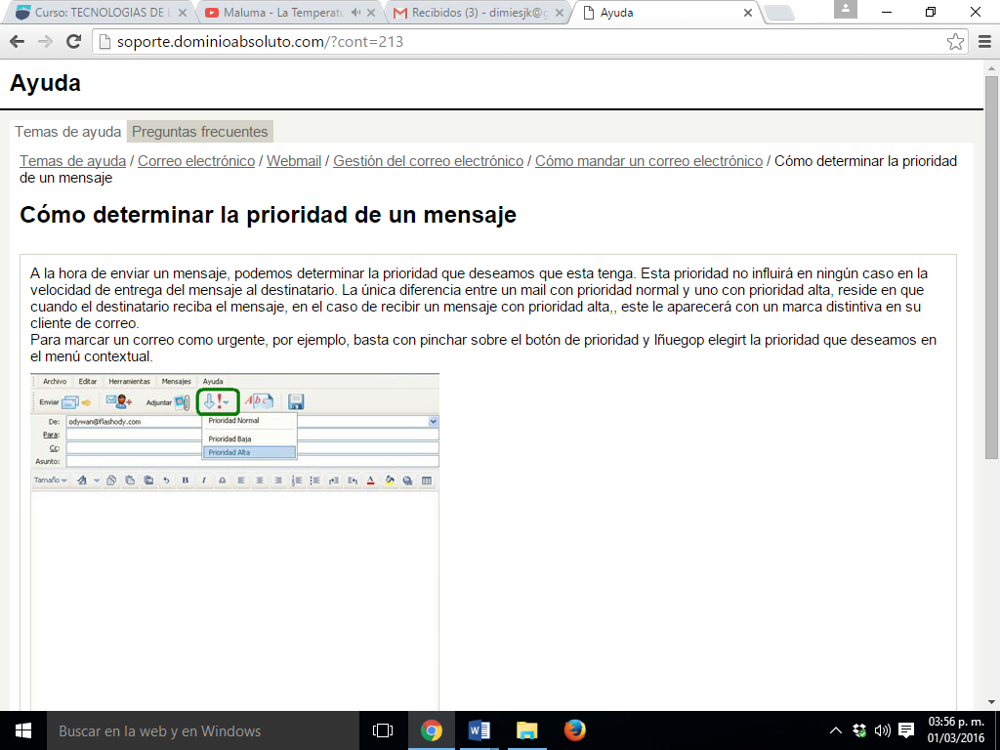 Curso: TECNOLOGIAS DE L
Maluma - La Temperatu
Recibidos (3) - dimiesjk@g
Ayuda
soporte.dominioabsoluto.com/?cont=213
Ayuda
Temas de ayuda Preguntas frecuentes
Temas de ayuda / Correo electrónico / Webmail / Gestión del correo electrónico / Cómo mandar un correo electrónico / Cómo determinar la prioridad
de un mensaje
Cómo determinar la prioridad de un mensaje
A la hora de enviar un mensaje, podemos determinar la prioridad que deseamos que esta tenga. Esta prioridad no influirá en ningún caso en la
velocidad de entrega del mensaje al destinatario. La única diferencia entre un mail con prioridad normal y uno con prioridad alta, reside en que
cuando el destinatario reciba el mensaje, en el caso de recibir un mensaje con prioridad alta,, este le aparecerá con un marca distintiva en su
cliente de correo.
Para marcar un correo como urgente, por ejemplo, basta con pinchar sobre el botón de prioridad y lñuegop elegirt la prioridad que deseamos en
el menú contextual.
Archivo Editar Herramientas Mensajes Ayuda
Enviar Adjuntar Abc
De: odywan@flashody.com
Prioridad Normal
Para:
Prioridad Baja
Cc:
Prioridad Alta
Asunto:
Tamaño B I
Buscar en la web y en Windows
03:56 p. m.
01/03/2016